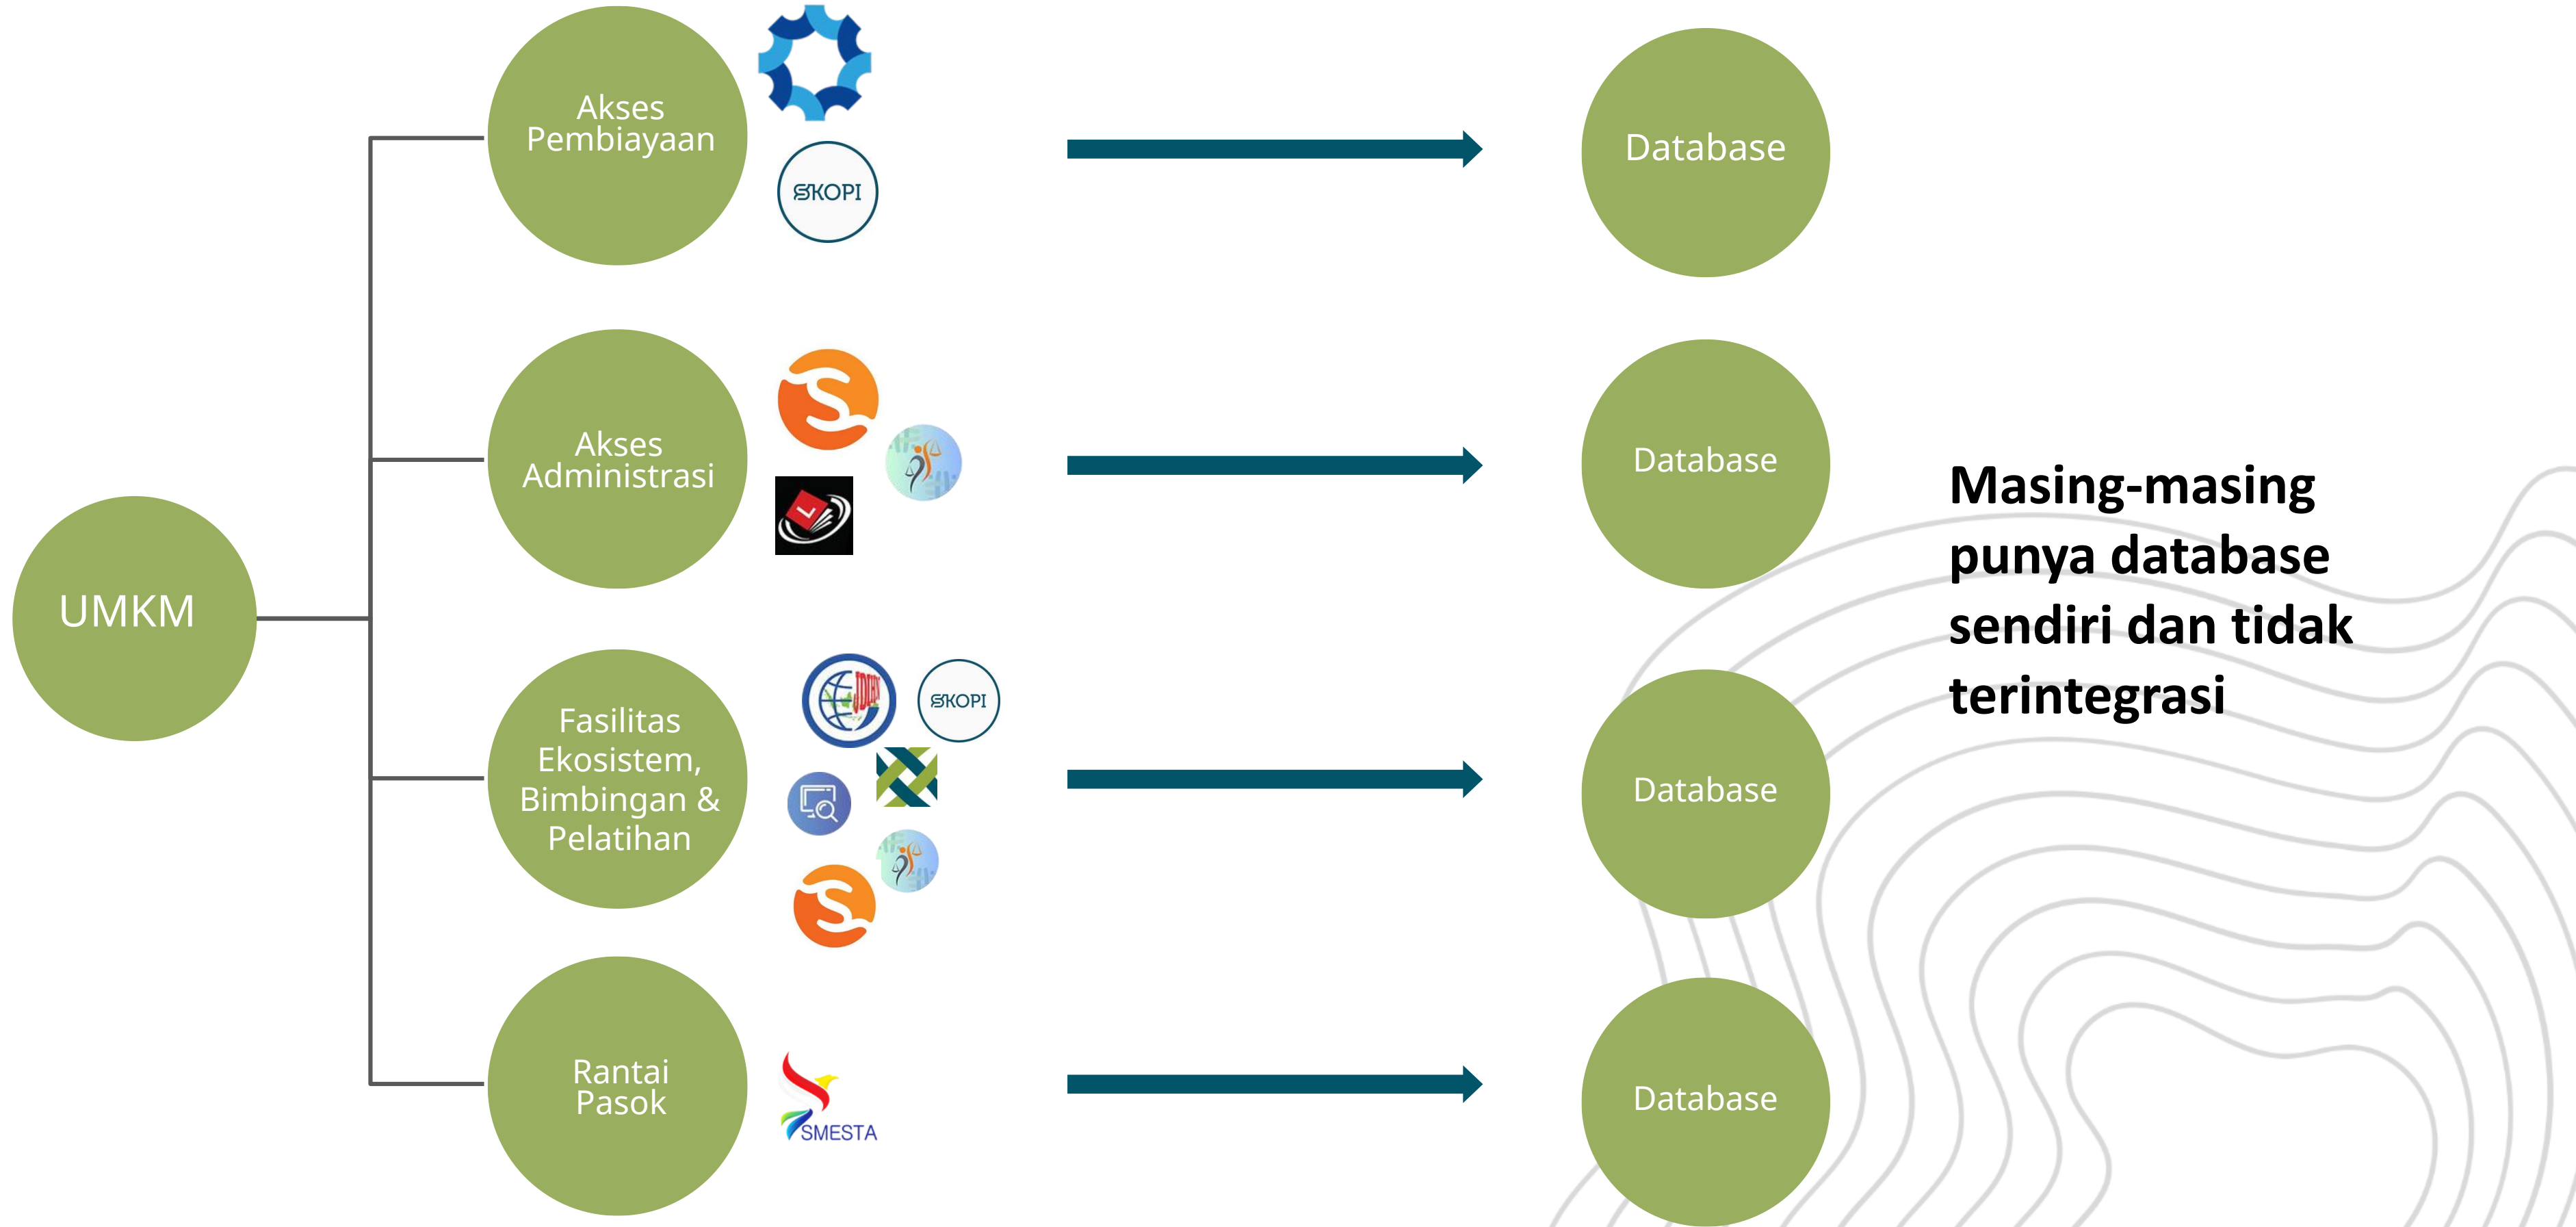 Akses
Pembiayaan
SKOPI
Database
Akses
Administrasi
L
Database
UMKM
Masing-masing
punya database
sendiri dan tidak
terintegrasi
Fasilitas
Ekosistem,
Bimbingan &
Pelatihan
JDIHN
SKOPI
Database
Rantai
Pasok
SMESTA
Database